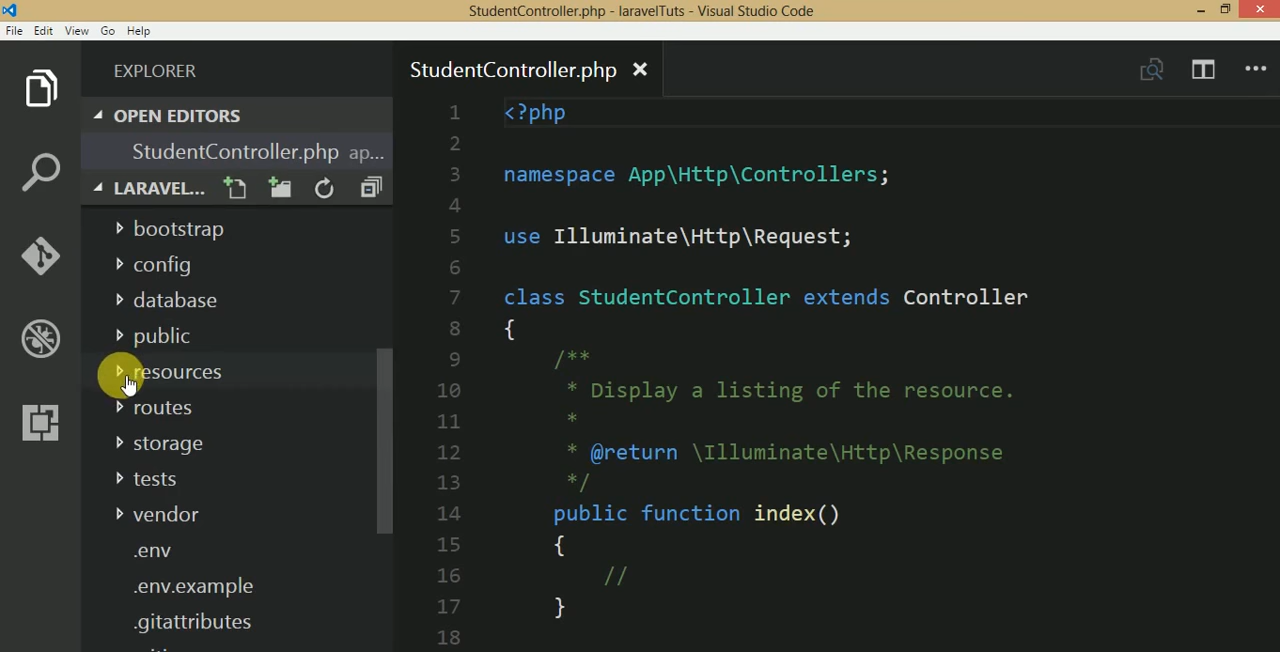 StudentController.php - laravelTuts - Visual Studio Code
File Edit View Go Help
EXPLORER
OPEN EDITORS
StudentController.php ap...
LARAVEL...
bootstrap
config
database
public
resources
routes
storage
tests
vendor
.env
.env.example
.gitattributes
StudentController.php
1 <?php
2
3 namespace App\Http\Controllers;
4
5 use Illuminate\Http\Request;
6
7 class StudentController extends Controller
8 {
9 /**
10 * Display a listing of the resource.
11 *
12 * @return \Illuminate\Http\Response
13 */
14 public function index()
15 {
16 //
17 }
18